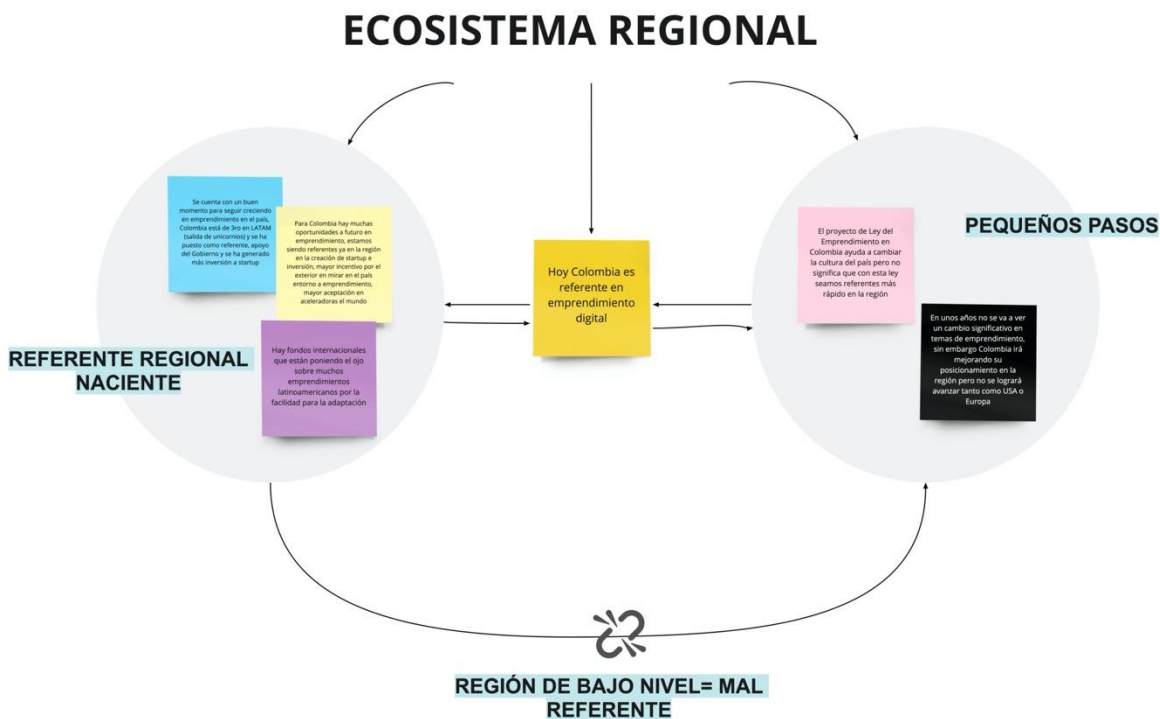 ECOSISTEMA REGIONAL
Se cuenta con un buen
momento para seguir creciendo
en emprendimiento en el país,
Colombia está de 3ro en LATAM
(salida de unicornios) y se ha
puesto como referente, apoyo
del Gobierno y se ha generado
más inversión a startup
Para Colombia hay muchas
oportunidades a futuro en
emprendimiento, estamos
siendo referentes ya en la región
en la creación de startup e
inversión, mayor incentivo por el
exterior en mirar en el país
entorno a emprendimiento,
mayor aceptación en
aceleradoras el mundo
Hay fondos internacionales
que están poniendo el ojo
sobre muchos
emprendimientos
latinoamericanos por la
facilidad para la adaptación
REFERENTE REGIONAL
NACIENTE
Hoy Colombia es
referente en
emprendimiento
digital
El proyecto de Ley del
Emprendimiento en
Colombia ayuda a cambiar
la cultura del país pero no
significa que con esta ley
seamos referentes más
rápido en la región
PEQUEÑOS PASOS
En unos años no se va a ver
un cambio significativo en
temas de emprendimiento,
sin embargo Colombia irá
mejorando su
posicionamiento en la
región pero no se logrará
avanzar tanto como USA o
Europa
REGIÓN DE BAJO NIVEL= MAL
REFERENTE